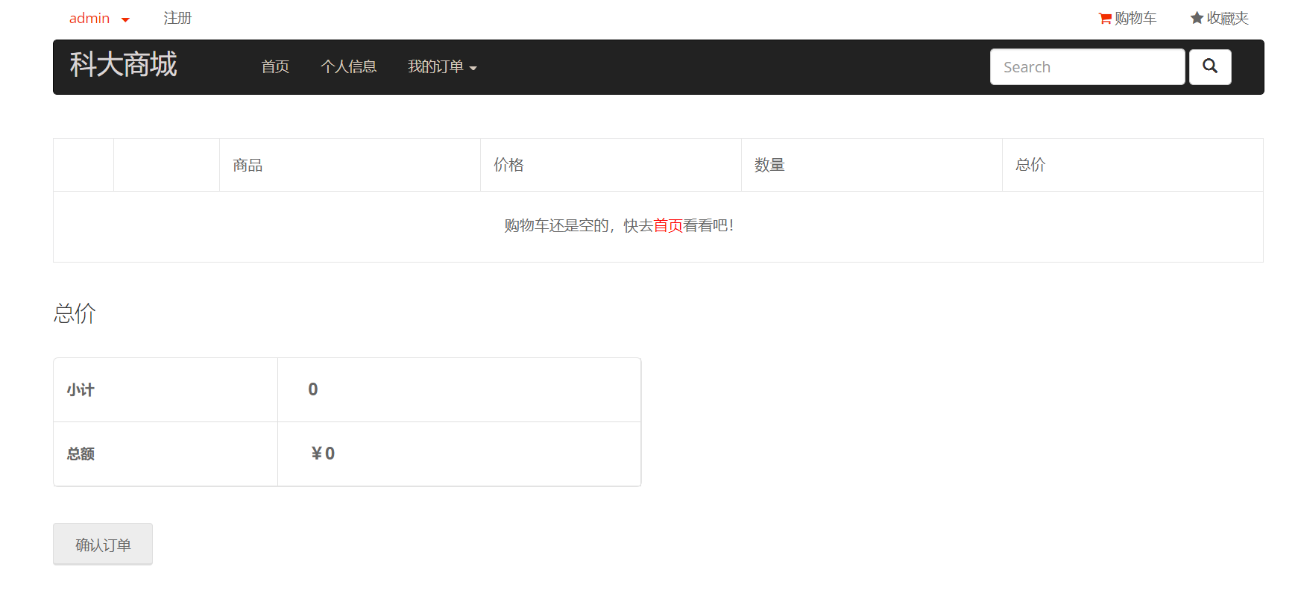 admin 注册 购物车 收藏夹
科大商城 首页 个人信息 我的订单 Search
商品 价格 数量 总价
购物车还是空的，快去首页看看吧！
总价
小计 0
总额 ¥0
确认订单